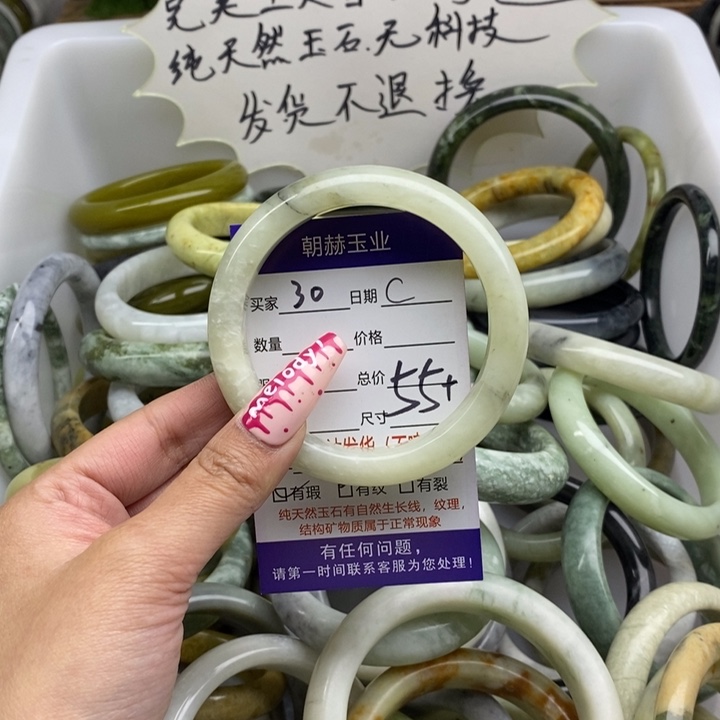 纯天然玉石.无科技
发货不退换
朝赫玉业
买家 30 日期 C
数量 价格
总价 55+
尺寸
melody
有瑕 有纹 有裂
纯天然玉石有自然生长线，纹理，
结构矿物质属于正常现象
有任何问题，
请第一时间联系客服为您处理!